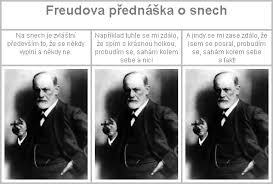 Freudova přednáška o snech
Na snech je zvláštní
především to, že se někdy
vyplní a někdy ne.
Například tuhle se mi zdálo,
že spím s krásnou holkou,
probudím se, sahám kolem
sebe a nic!
A jindy se mi zase zdálo, že
jsem se posral, probudím
se, sahám kolem sebe
a fakt!